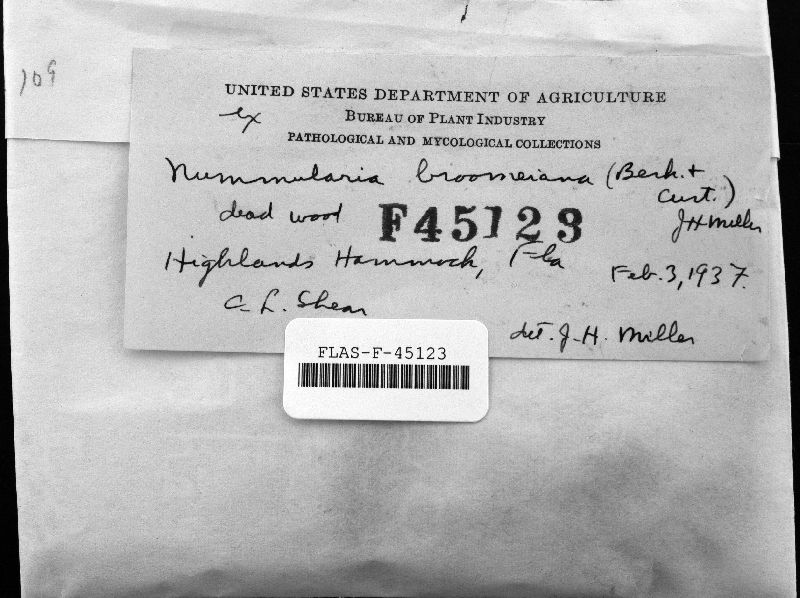 109
UNITED STATES DEPARTMENT OF AGRICULTURE
ex BUREAU OF PLANT INDUSTRY
PATHOLOGICAL AND MYCOLOGICAL COLLECTIONS
Nummularia broomeiana (Berk. +
Curt.)
dead wood F45123 J H Miller
Highlands Hammock, Fla Feb. 3, 1937.
C. L. Shear
det. J. H. Miller
FLAS-F-45123